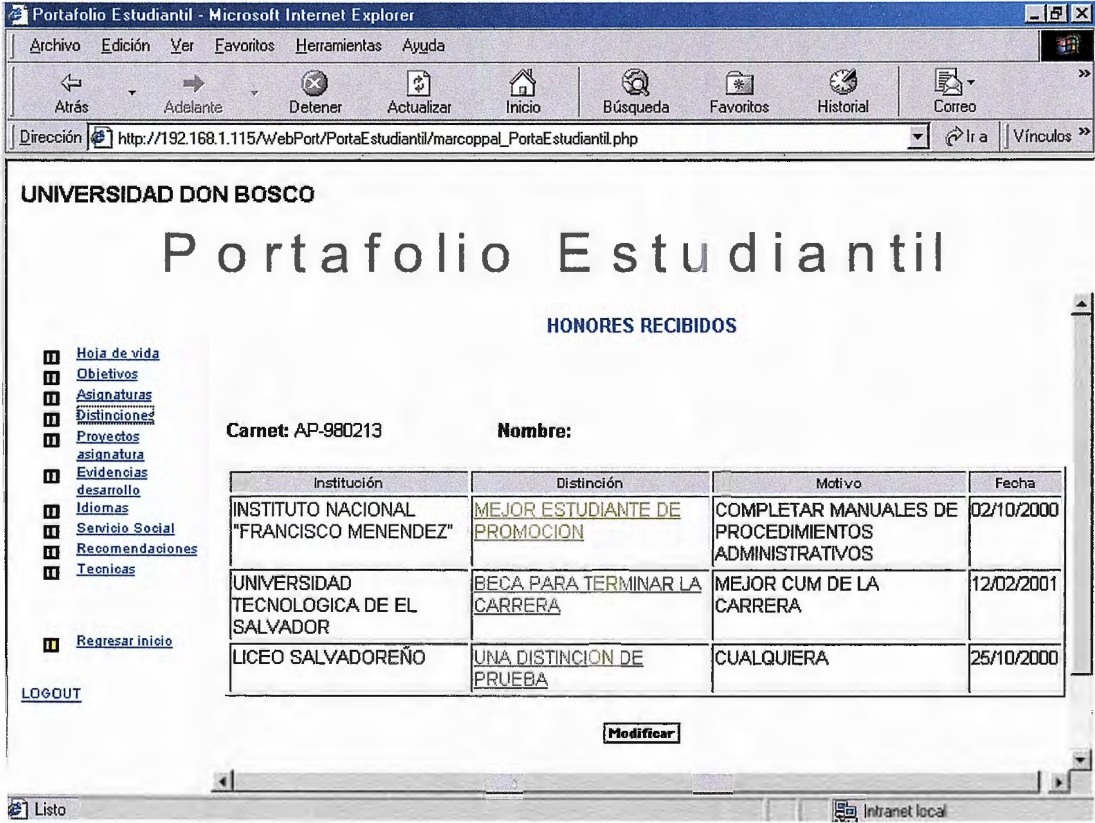 Portafolio Estudiantil - Microsoft Internet Explorer
Archivo Edición Ver Favoritos Herramientas Ayuda
Atrás Adelante Detener Actualizar Inicio Búsqueda Favoritos Historial Correo »
Dirección http://192.168.1.115/WebPort/PortaEstudiantil/marcoppal_PortaEstudiantil.php Ir a Vínculos »
UNIVERSIDAD DON BOSCO
Portafolio Estudiantil
HONORES RECIBIDOS
Hoja de vida
Objetivos
Asignaturas
Distinciones
Proyectos
asignatura
Evidencias
desarrollo
Idiomas
Servicio Social
Recomendaciones
Tecnicas
Regresar inicio
LOGOUT
Carnet: AP-980213 Nombre:
Institución Distinción Motivo Fecha
INSTITUTO NACIONAL MEJOR ESTUDIANTE DE COMPLETAR MANUALES DE 02/10/2000
"FRANCISCO MENENDEZ" PROMOCION PROCEDIMIENTOS
ADMINISTRATIVOS
UNIVERSIDAD BECA PARA TERMINAR LA MEJOR CUM DE LA 12/02/2001
TECNOLOGICA DE EL CARRERA CARRERA
SALVADOR
LICEO SALVADOREÑO UNA DISTINCION DE CUALQUIERA 25/10/2000
PRUEBA
Modificar
Listo Intranet local